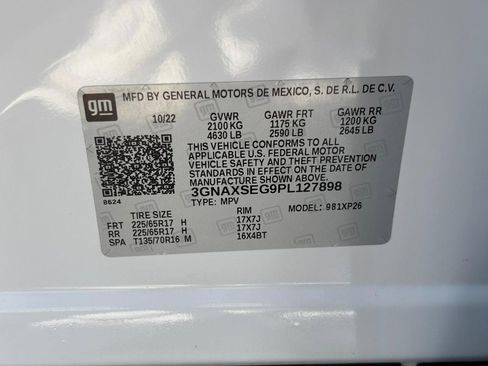 gm MFD BY GENERAL MOTORS DE MEXICO, S. DE R.L. DE C.V.
10/22 GVWR GAWR FRT GAWR RR
2100 KG 1175 KG 1200 KG
4630 LB 2590 LB 2645 LB
THIS VEHICLE CONFORMS TO ALL
APPLICABLE U.S. FEDERAL MOTOR
VEHICLE SAFETY AND THEFT PREVENTION
STANDARDS IN EFFECT ON THE DATE OF
MANUFACTURE SHOWN ABOVE.
3GNAXSEG9PL127898
8624 TYPE: MPV MODEL: 981XP26
TIRE SIZE RIM
FRT 225/65R17 H 17X7J
RR 225/65R17 H 17X7J
SPA T135/70R16 M 16X4BT